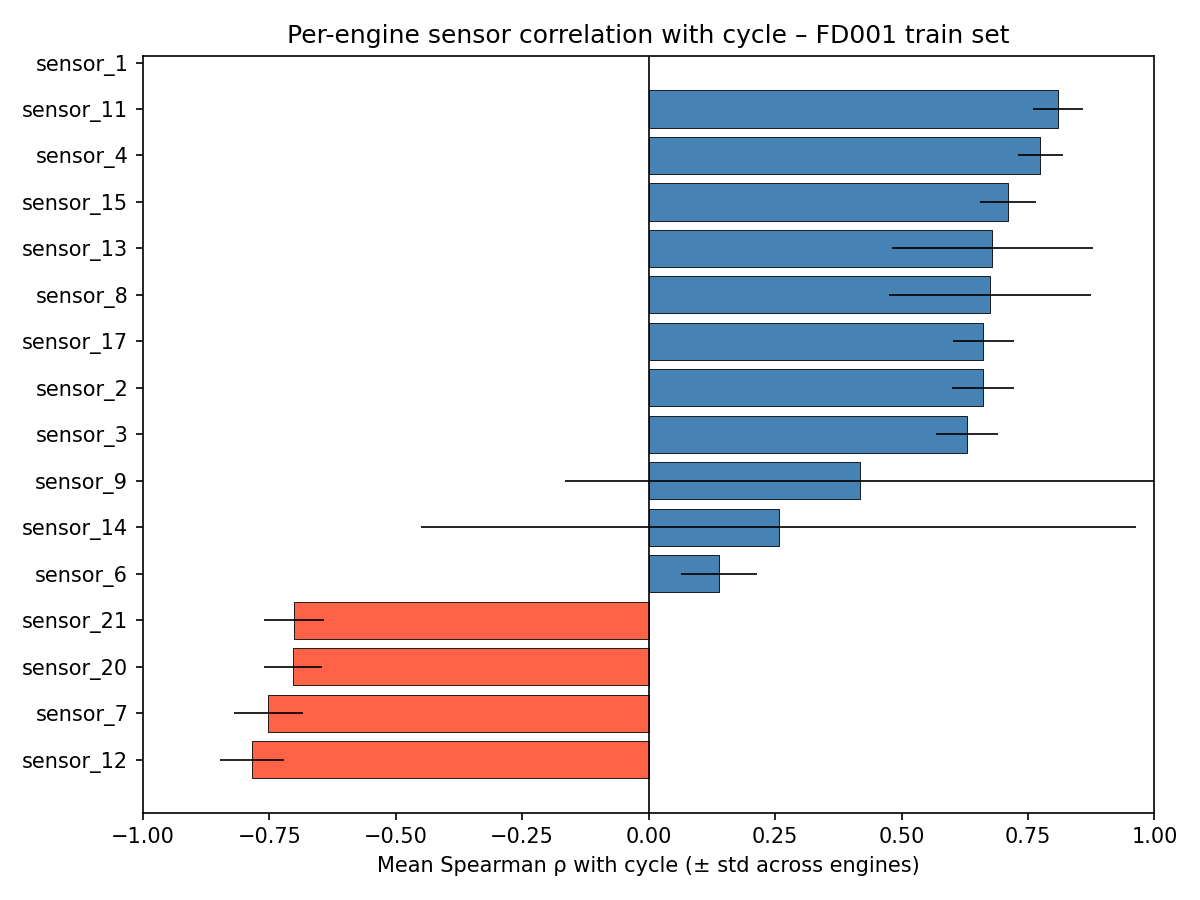 Per-engine sensor correlation with cycle – FD001 train set
sensor_1
sensor_11
sensor_4
sensor_15
sensor_13
sensor_8
sensor_17
sensor_2
sensor_3
sensor_9
sensor_14
sensor_6
sensor_21
sensor_20
sensor_7
sensor_12
−1.00 −0.75 −0.50 −0.25 0.00 0.25 0.50 0.75 1.00
Mean Spearman ρ with cycle (± std across engines)